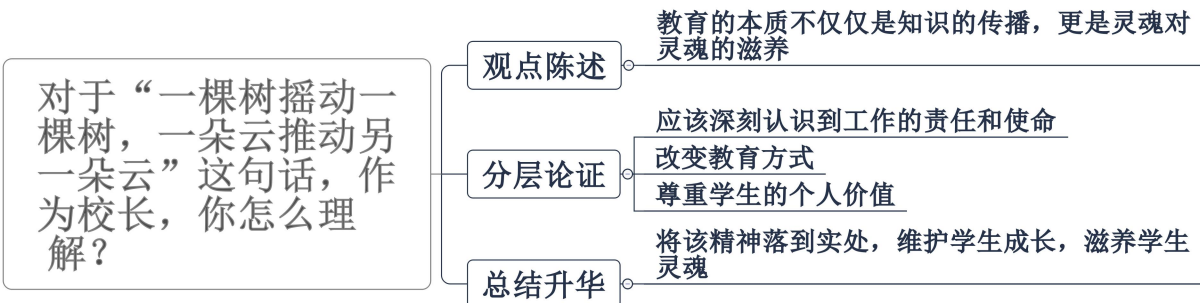 对于“一棵树摇动一
棵树，一朵云推动另
一朵云”这句话，作
为校长，你怎么理
解？
观点陈述
教育的本质不仅仅是知识的传播，更是灵魂对
灵魂的滋养
分层论证
应该深刻认识到工作的责任和使命
改变教育方式
尊重学生的个人价值
总结升华
将该精神落到实处，维护学生成长，滋养学生
灵魂